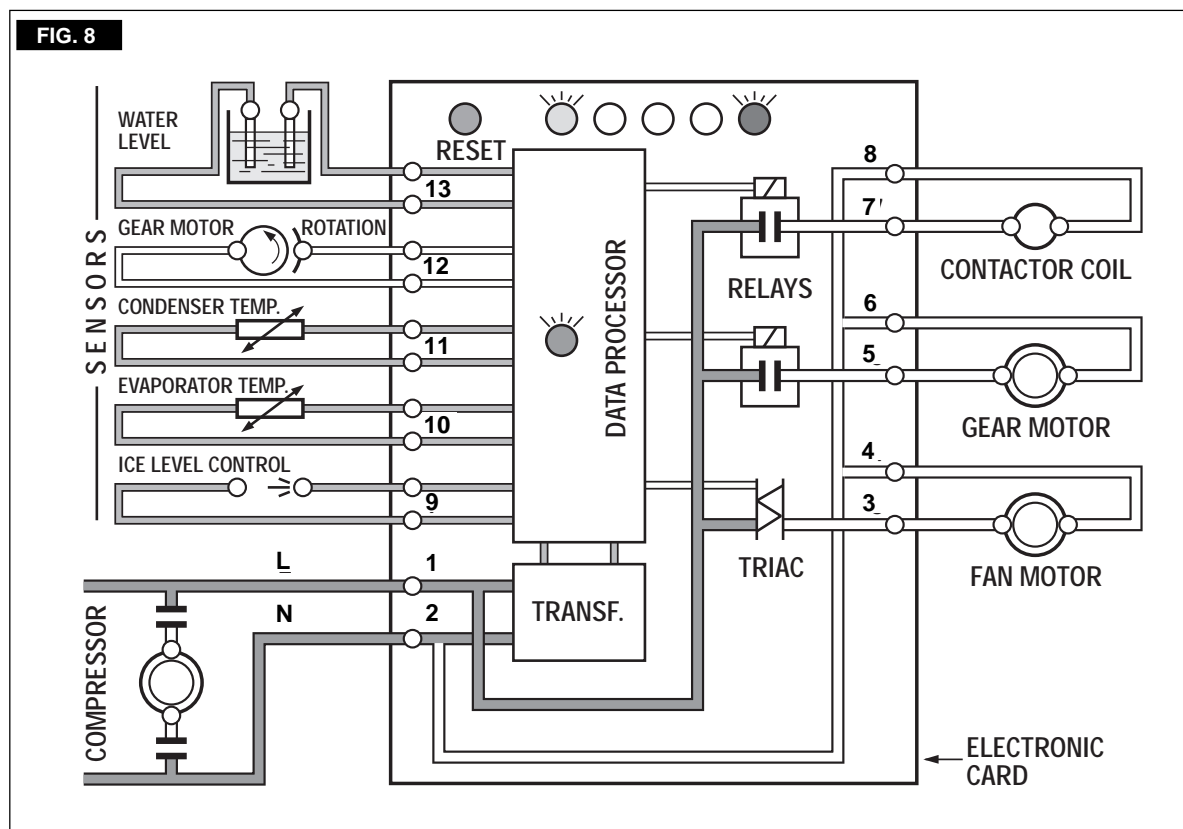 FIG. 8
WATER
LEVEL
RESET
13
GEAR MOTOR
ROTATION
12
CONDENSER TEMP.
11
EVAPORATOR TEMP.
10
ICE LEVEL CONTROL
9
SENSORS
L
1
N
2
COMPRESSOR
DATA PROCESSOR
TRANSF.
RELAYS
TRIAC
8
7
CONTACTOR COIL
6
5
GEAR MOTOR
4
3
FAN MOTOR
ELECTRONIC
CARD